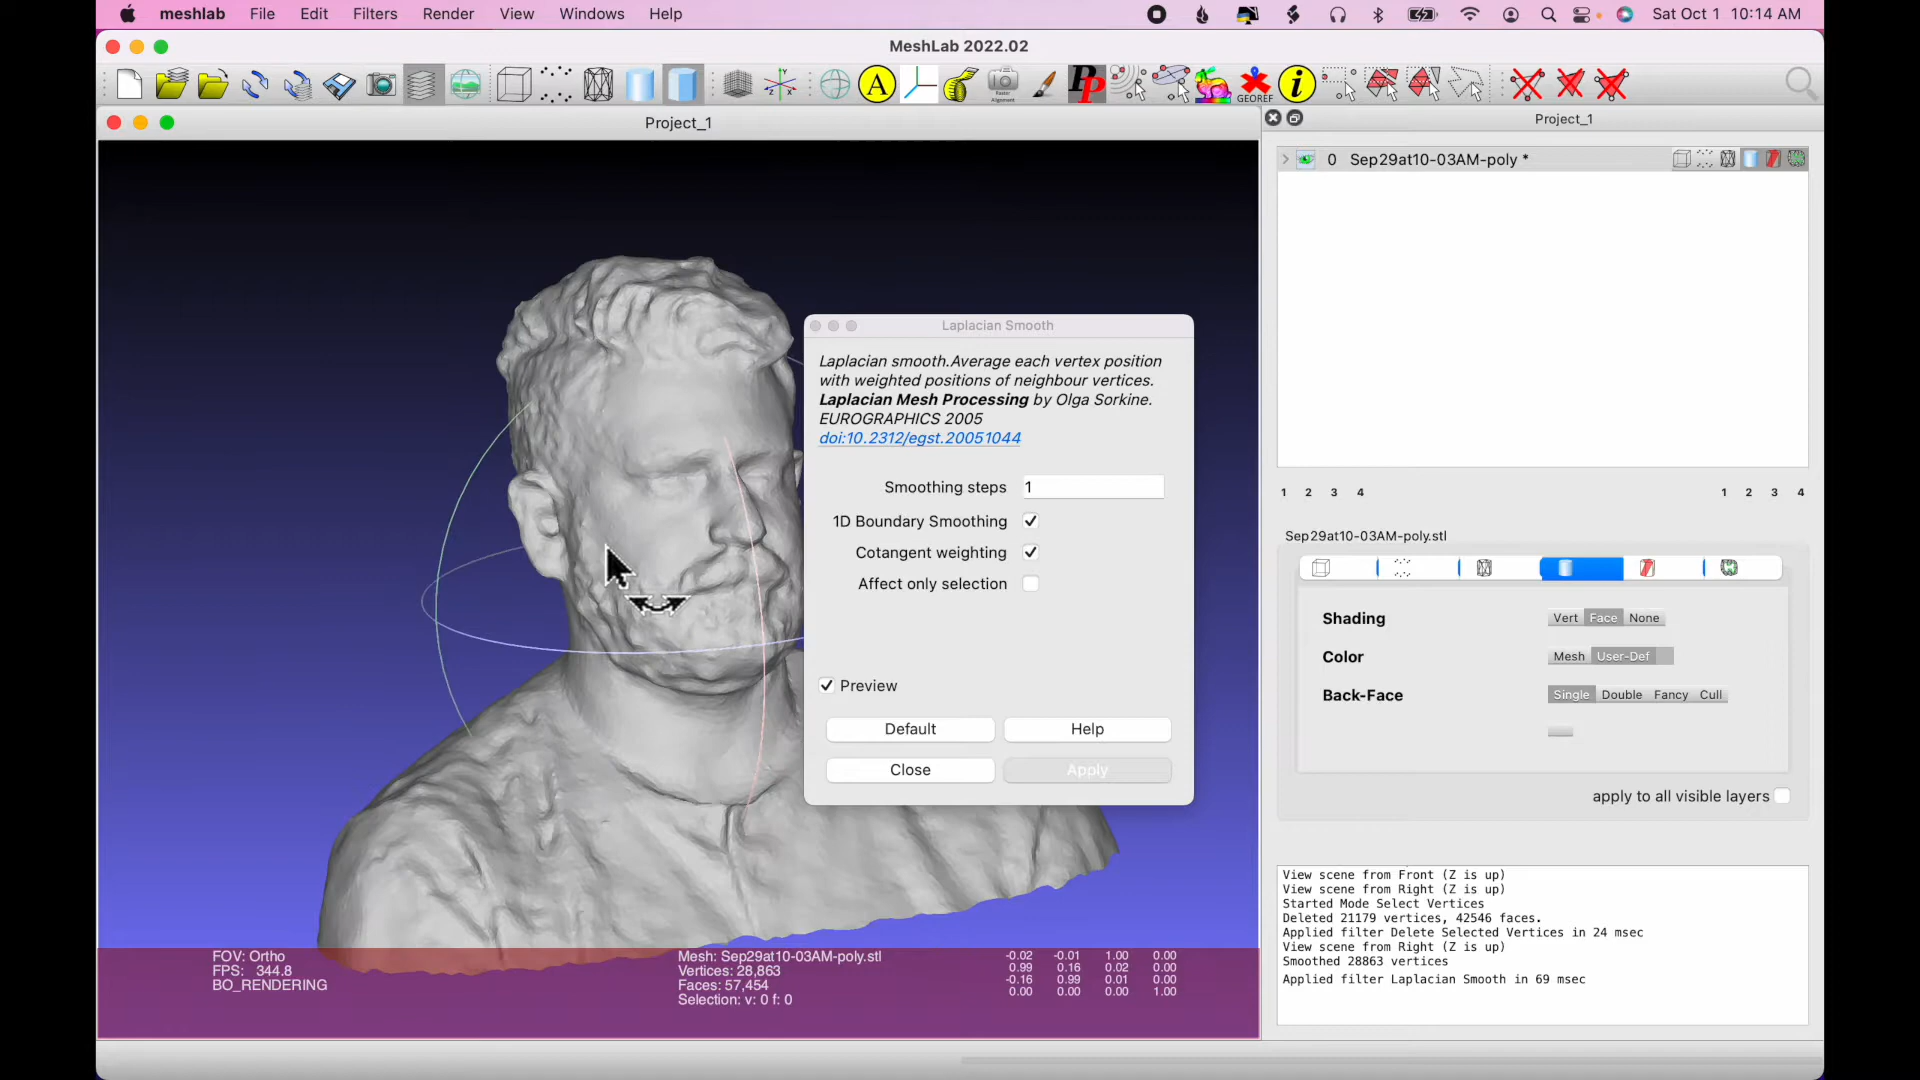 meshlab File Edit Filters Render View Windows Help Sat Oct 1 10:14 AM
MeshLab 2022.02
A PP GEOREF i
Project_1
Project_1
0 Sep29at10-03AM-poly *
Laplacian Smooth
Laplacian smooth.Average each vertex position
with weighted positions of neighbour vertices.
Laplacian Mesh Processing by Olga Sorkine.
EUROGRAPHICS 2005
doi:10.2312/egst.20051044
Smoothing steps 1
1D Boundary Smoothing
Cotangent weighting
Affect only selection
Preview
Default Help
Close Apply
1 2 3 4 1 2 3 4
Sep29at10-03AM-poly.stl
Shading Vert Face None
Color Mesh User-Def
Back-Face Single Double Fancy Cull
apply to all visible layers
View scene from Front (Z is up)
View scene from Right (Z is up)
Started Mode Select Vertices
Deleted 21179 vertices, 42546 faces.
Applied filter Delete Selected Vertices in 24 msec
View scene from Right (Z is up)
Smoothed 28863 vertices
Applied filter Laplacian Smooth in 69 msec
FOV: Ortho
FPS: 344.8
BO_RENDERING
Mesh: Sep29at10-03AM-poly.stl
Vertices: 28,863
Faces: 57,454
Selection: v: 0 f: 0
-0.02 -0.01 1.00 0.00
0.99 0.16 0.02 0.00
-0.16 0.99 0.01 0.00
0.00 0.00 0.00 1.00